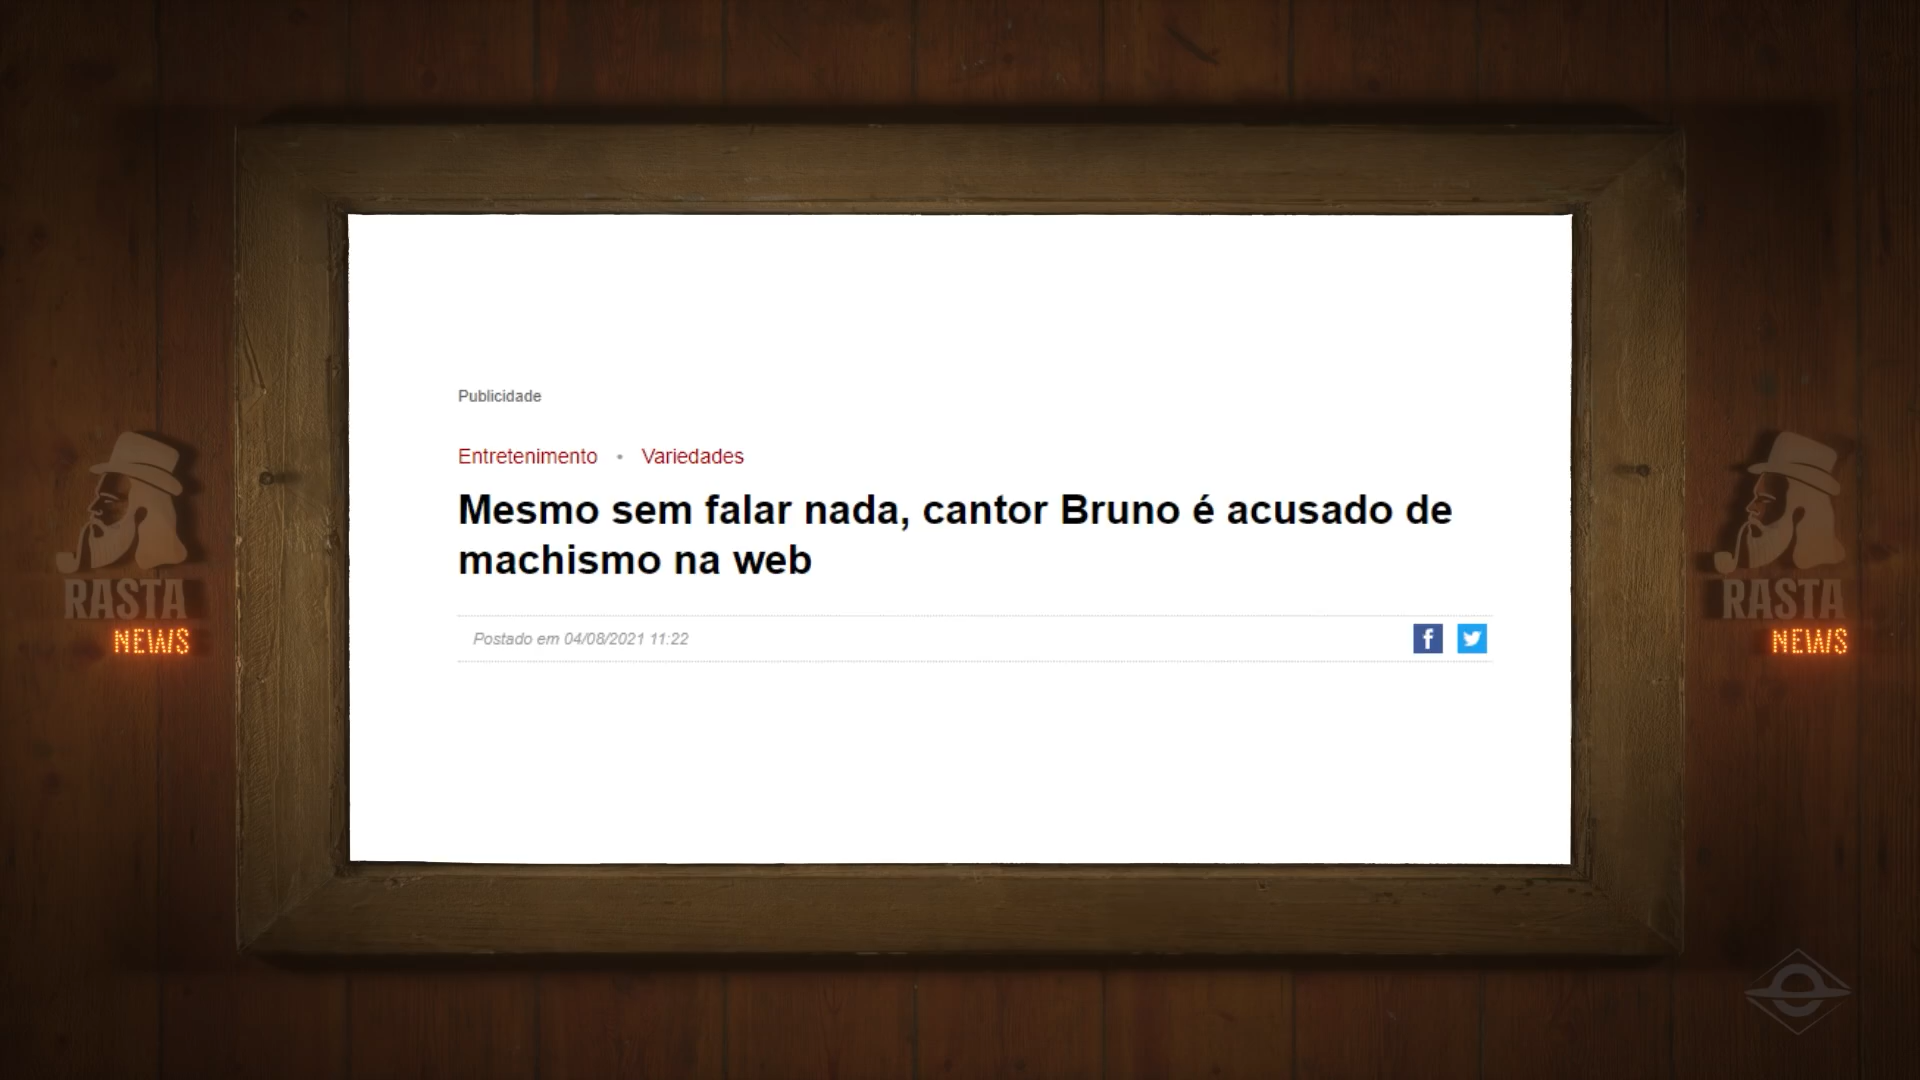 Publicidade
Entretenimento • Variedades
Mesmo sem falar nada, cantor Bruno é acusado de
machismo na web
Postado em 04/08/2021 11:22
RASTA
NEWS
RASTA
NEWS